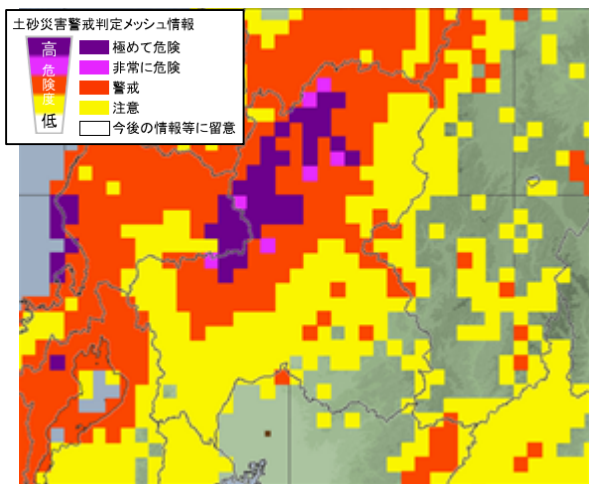 土砂災害警戒判定メッシュ情報
高
危険度
低
極めて危険
非常に危険
警戒
注意
今後の情報等に留意